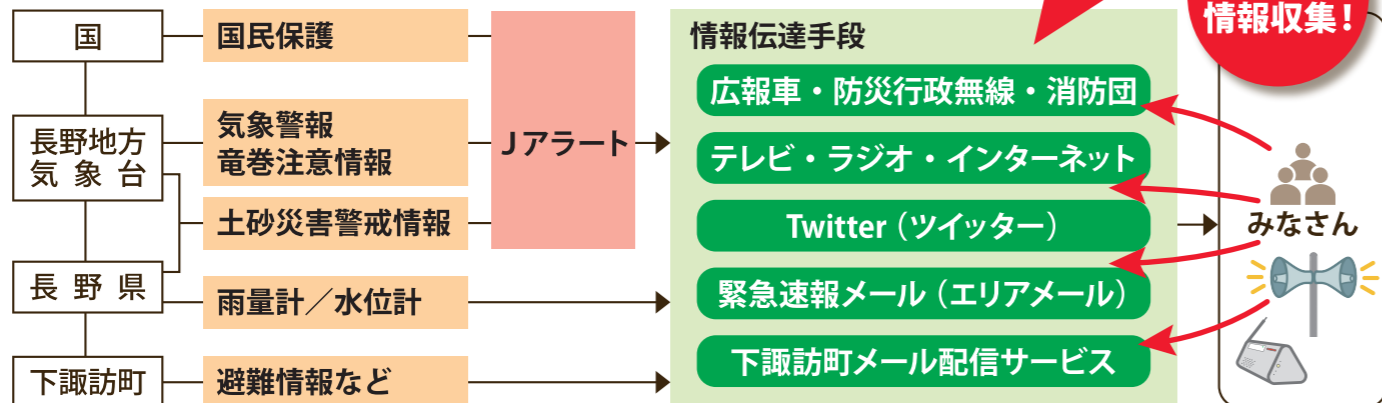 情報収集！
国
国民保護
情報伝達手段
広報車・防災行政無線・消防団
長野地方
気象台
気象警報
竜巻注意情報
Jアラート
テレビ・ラジオ・インターネット
土砂災害警戒情報
Twitter（ツイッター）
みなさん
長野県
雨量計／水位計
緊急速報メール（エリアメール）
下諏訪町
避難情報など
下諏訪町メール配信サービス